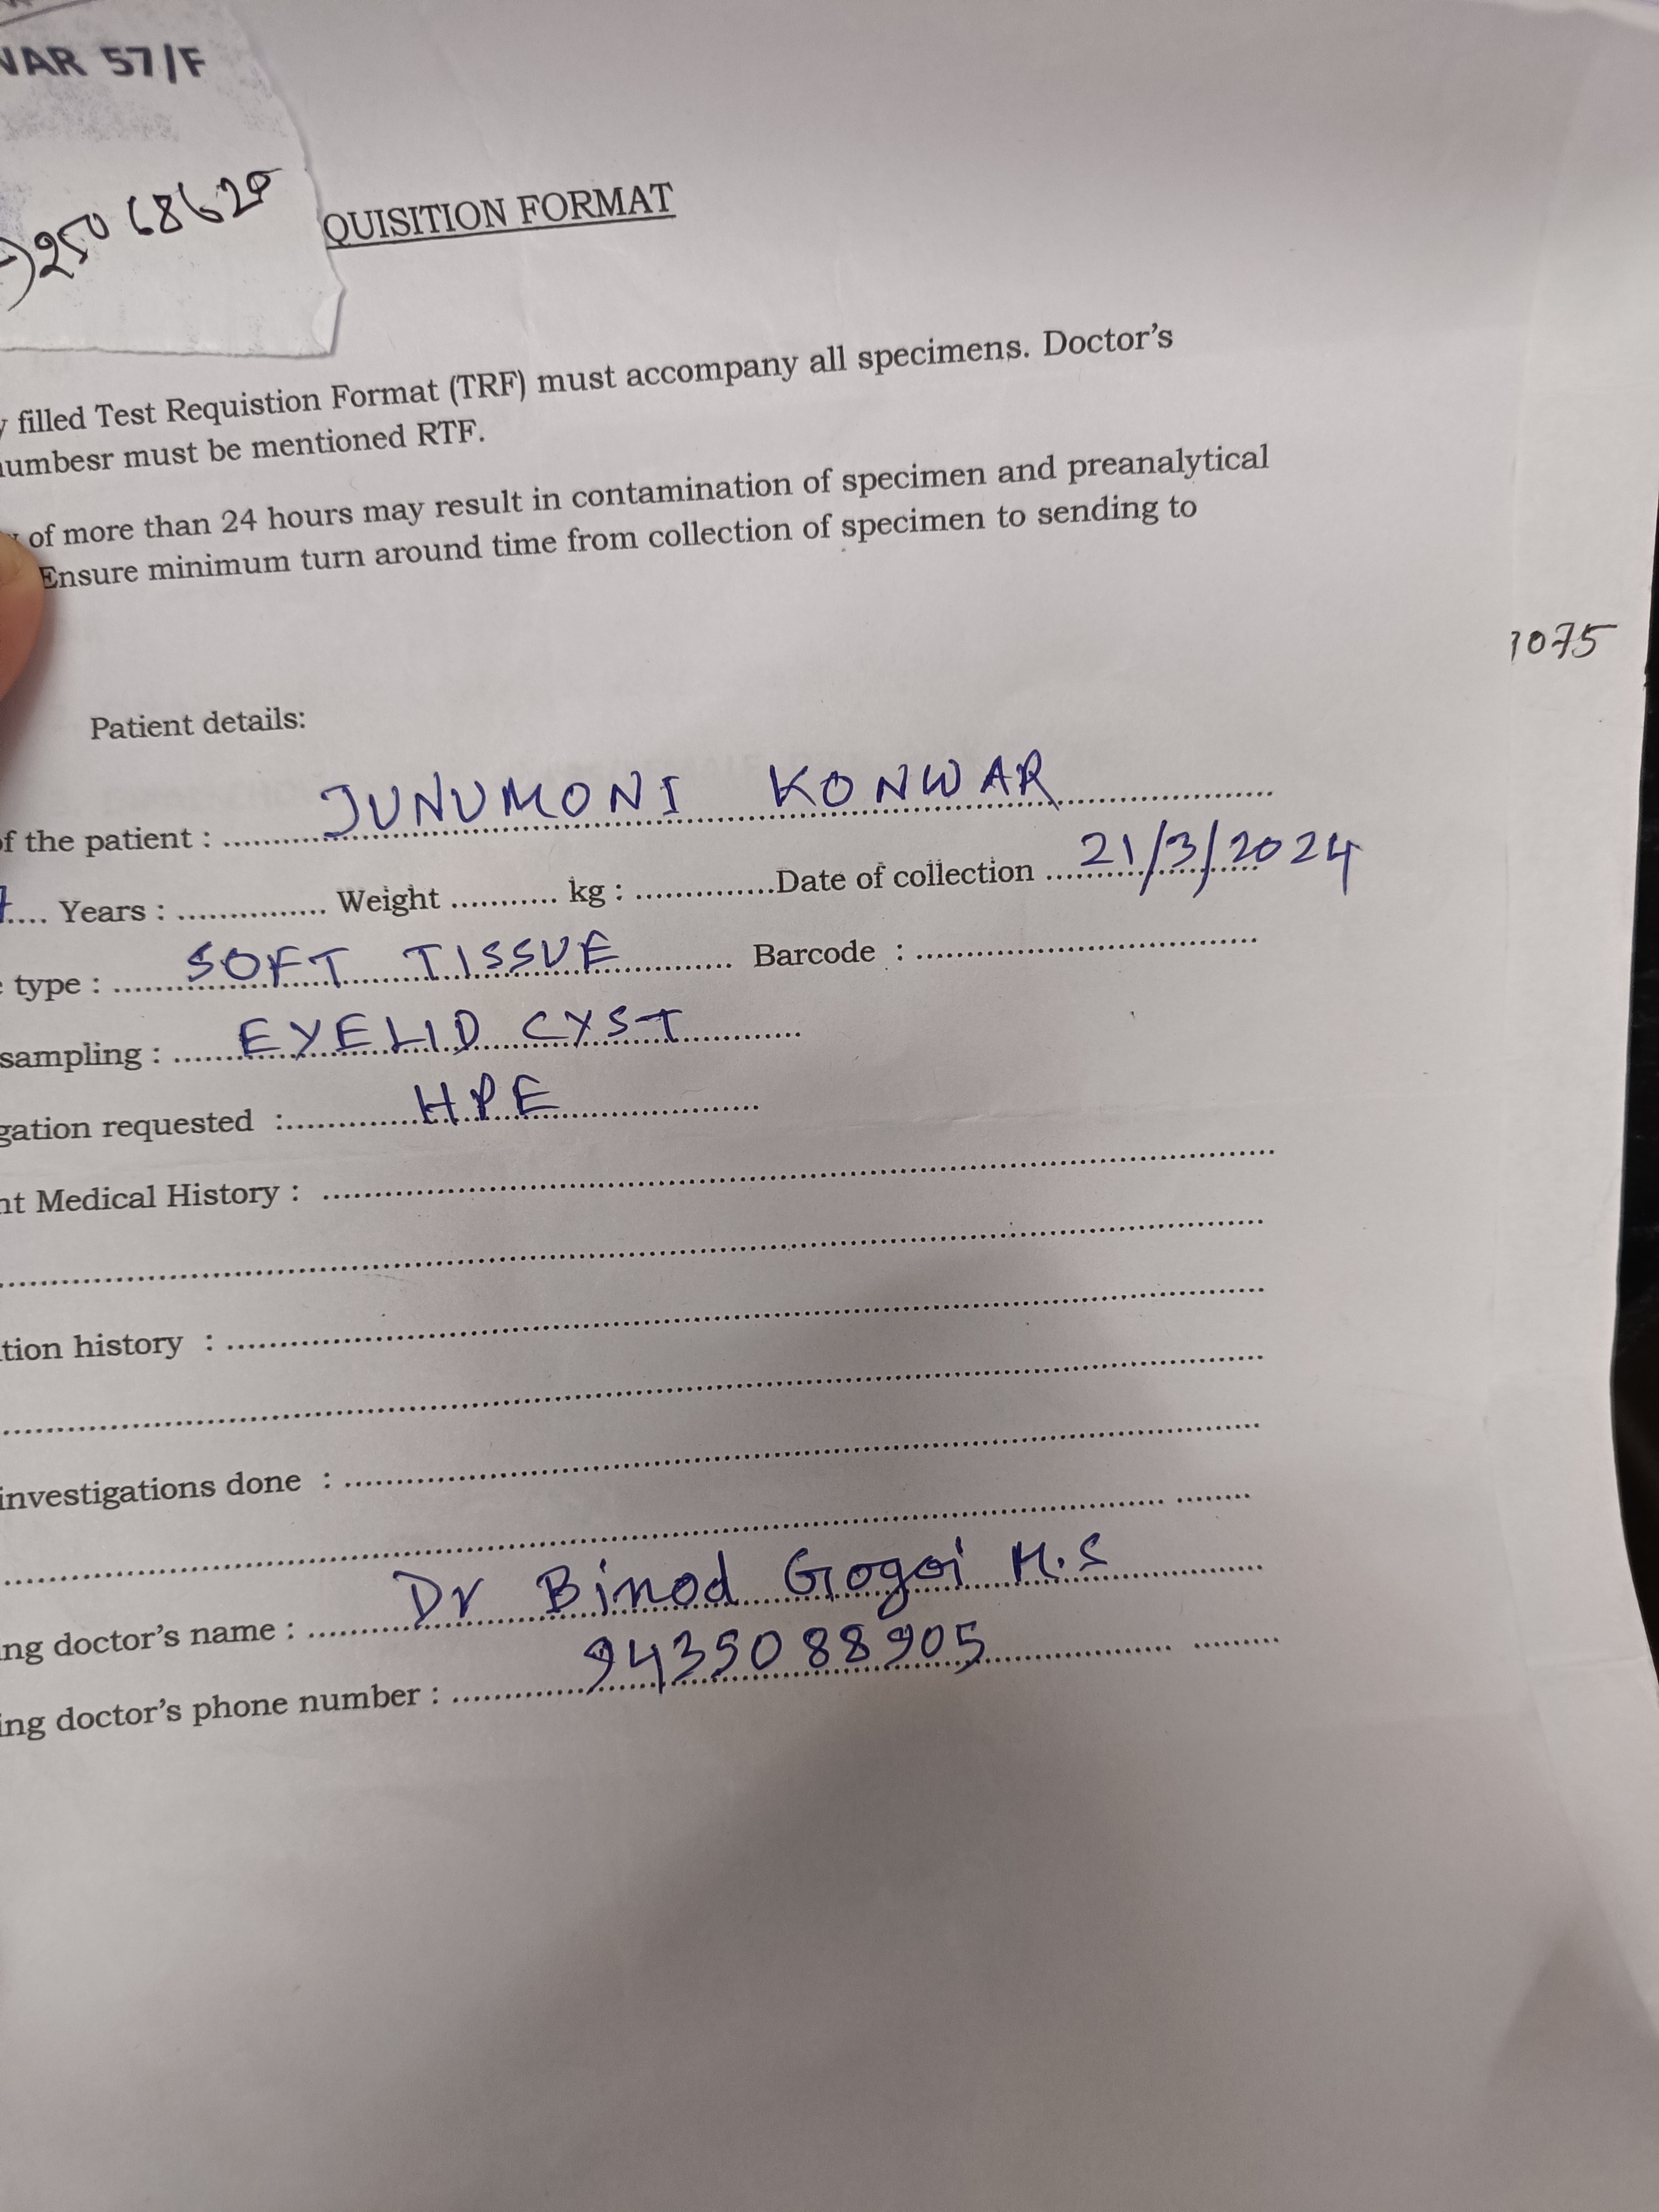 57/F
25068620
QUISITION FORMAT
filled Test Requistion Format (TRF) must accompany all specimens. Doctor's
umbesr must be mentioned RTF.
of more than 24 hours may result in contamination of specimen and preanalytical
Ensure minimum turn around time from collection of specimen to sending to
1075
Patient details:
of the patient : JUNUMONI KONWAR
7.... Years : ............... Weight ........... kg : ..............Date of collection 21/3/2024
type : SOFT TISSUE Barcode : ..............................
sampling : EYELID CYST
gation requested : HPE
nt Medical History :
tion history :
investigations done :
ing doctor's name : Dr Binod Gogoi M.S
ing doctor's phone number : 9435088905